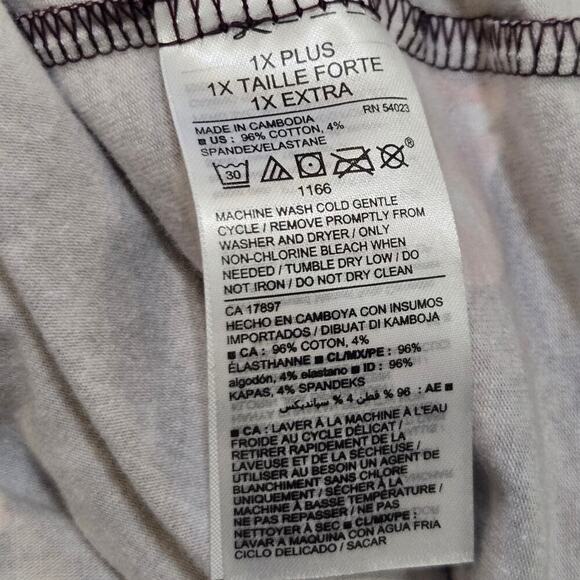 1X PLUS
1X TAILLE FORTE
1X EXTRA
RN 54023
MADE IN CAMBODIA
■ US : 96% COTTON, 4%
SPANDEX/ELASTANE
30
®
1166
MACHINE WASH COLD GENTLE
CYCLE / REMOVE PROMPTLY FROM
WASHER AND DRYER / ONLY
NON-CHLORINE BLEACH WHEN
NEEDED / TUMBLE DRY LOW / DO
NOT IRON / DO NOT DRY CLEAN
CA 17897
HECHO EN CAMBOYA CON INSUMOS
IMPORTADOS / DIBUAT DI KAMBOJA
■ CA : 96% COTON, 4%
ÉLASTHANNE ■ CL/MX/PE : 96%
algodón, 4% elastano ■ ID : 96%
KAPAS, 4% SPANDEKS
■ AE : 96 % قطن 4 % سباندیکس
■ CA : LAVER À LA MACHINE À L'EAU
FROIDE AU CYCLE DÉLICAT /
RETIRER RAPIDEMENT DE LA
LAVEUSE ET DE LA SÉCHEUSE /
UTILISER AU BESOIN UN AGENT DE
BLANCHIMENT SANS CHLORE
UNIQUEMENT / SÉCHER À LA
MACHINE À BASSE TEMPÉRATURE /
NE PAS REPASSER / NE PAS
NETTOYER À SEC ■ CL/MX/PE :
LAVAR A MAQUINA CON AGUA FRIA
CICLO DELICADO / SACAR